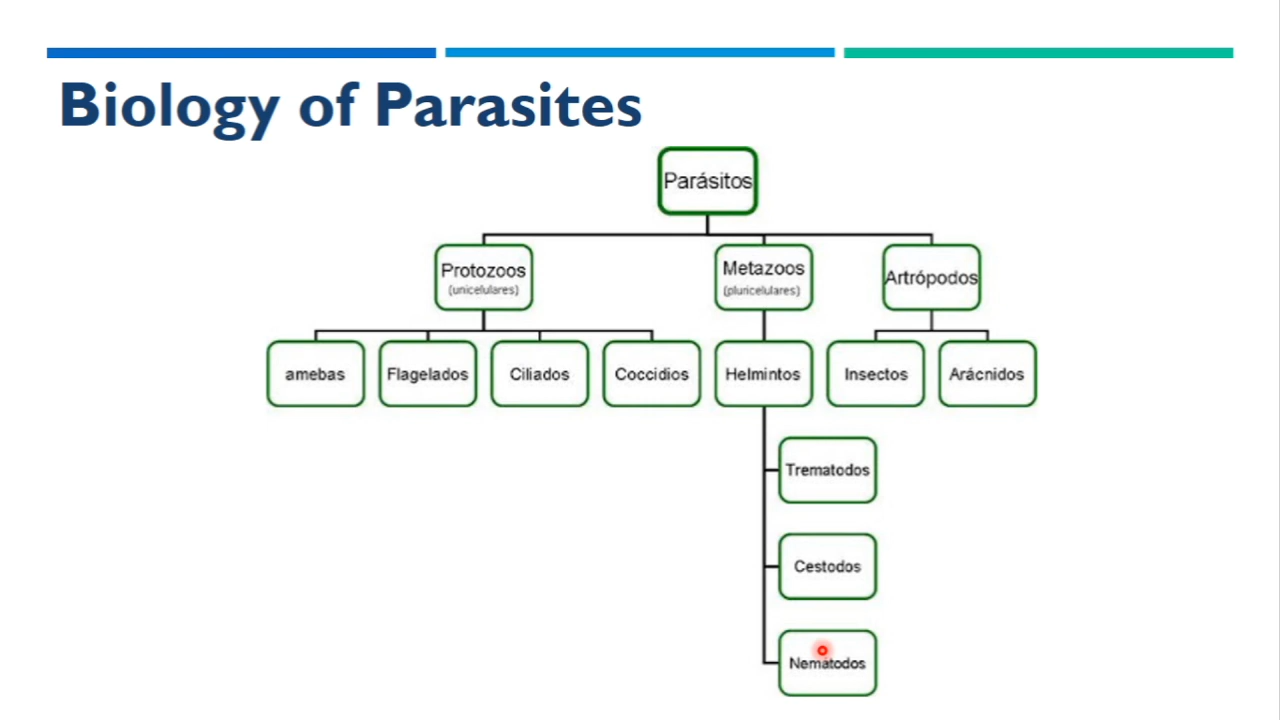 Biology of Parasites
Parásitos
Protozoos
(unicelulares)
Metazoos
(pluricelulares)
Artrópodos
amebas
Flagelados
Ciliados
Coccidios
Helmintos
Insectos
Arácnidos
Trematodos
Cestodos
Nematodos